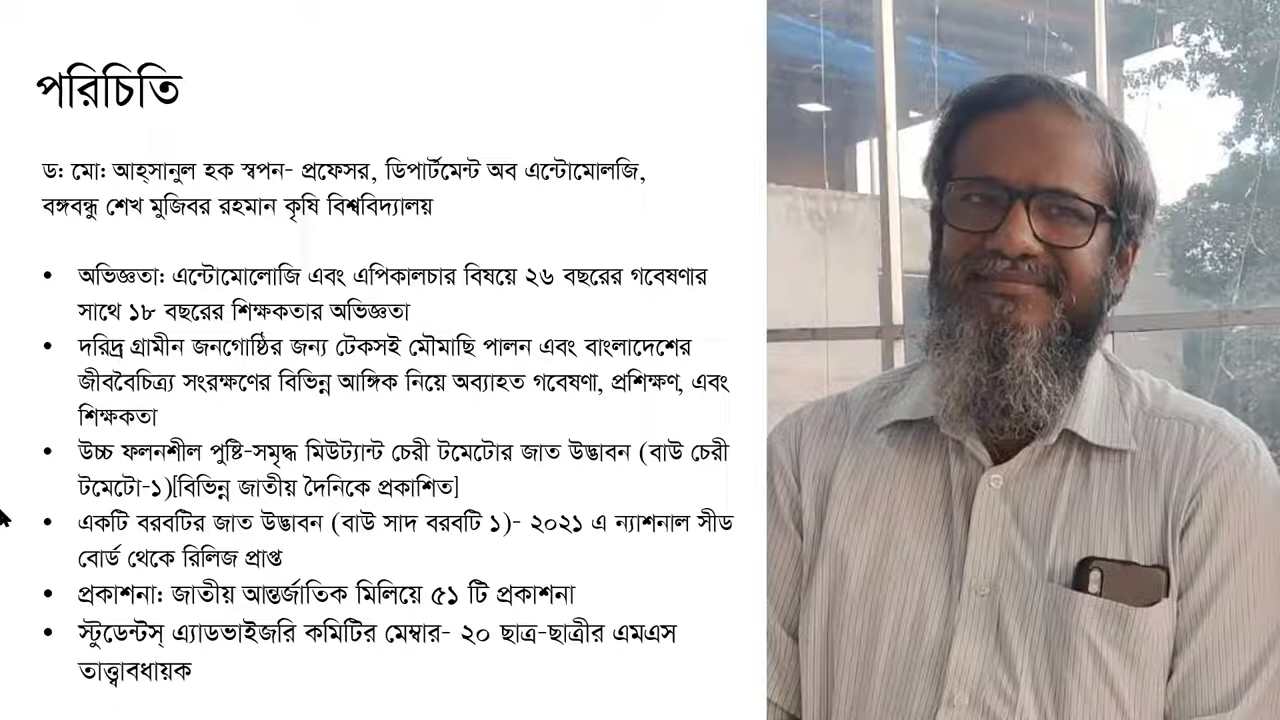 পরিচিতি
ড: মো: আহ্সানুল হক স্বপন- প্রফেসর, ডিপার্টমেন্ট অব এন্টোমোলজি,
বঙ্গবন্ধু শেখ মুজিবর রহমান কৃষি বিশ্ববিদ্যালয়
• অভিজ্ঞতা: এন্টোমোলোজি এবং এপিকালচার বিষয়ে ২৬ বছরের গবেষণার
সাথে ১৮ বছরের শিক্ষকতার অভিজ্ঞতা
• দরিদ্র গ্রামীন জনগোষ্ঠির জন্য টেকসই মৌমাছি পালন এবং বাংলাদেশের
জীববৈচিত্র্য সংরক্ষণের বিভিন্ন আঙ্গিক নিয়ে অব্যাহত গবেষণা, প্রশিক্ষণ, এবং
শিক্ষকতা
• উচ্চ ফলনশীল পুষ্টি-সমৃদ্ধ মিউট্যান্ট চেরী টমেটোর জাত উদ্ভাবন (বাউ চেরী
টমেটো-১)[বিভিন্ন জাতীয় দৈনিকে প্রকাশিত]
• একটি বরবটির জাত উদ্ভাবন (বাউ সাদ বরবটি ১)- ২০২১ এ ন্যাশনাল সীড
বোর্ড থেকে রিলিজ প্রাপ্ত
• প্রকাশনা: জাতীয় আন্তর্জাতিক মিলিয়ে ৫১ টি প্রকাশনা
• স্টুডেন্টস্ এ্যাডভাইজরি কমিটির মেম্বার- ২০ ছাত্র-ছাত্রীর এমএস
তাত্ত্বাবধায়ক